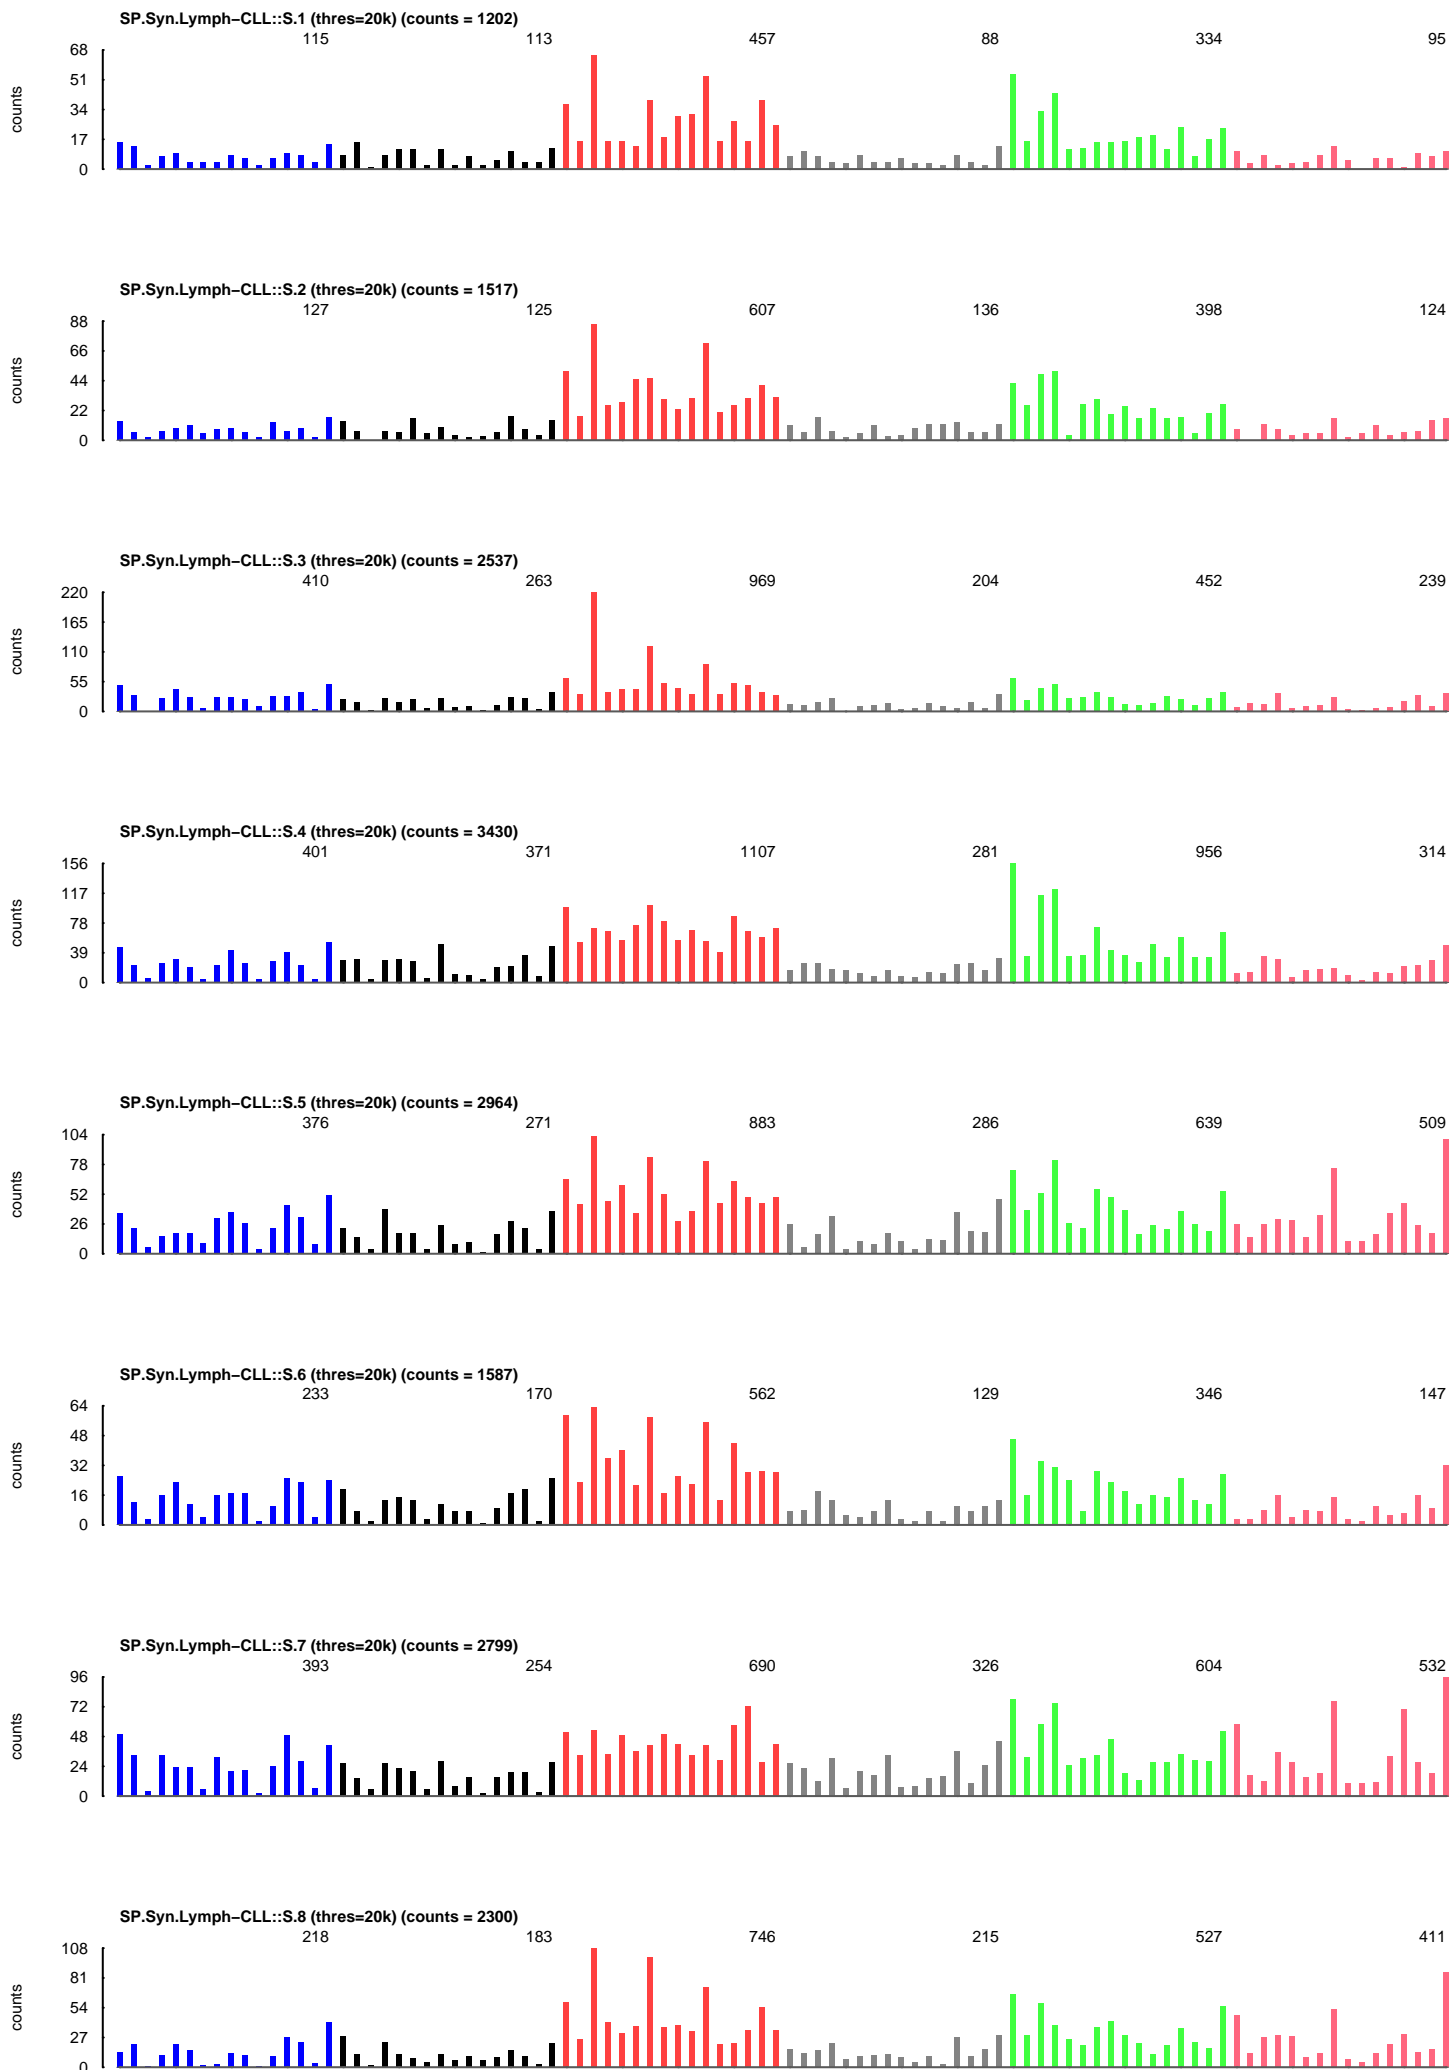 SP.Syn.Lymph−CLL::S.1 (thres=20k) (counts = 1202)
115 113 457 88 334 95
68
51
34
17
0
counts
SP.Syn.Lymph−CLL::S.2 (thres=20k) (counts = 1517)
127 125 607 136 398 124
88
66
44
22
0
counts
SP.Syn.Lymph−CLL::S.3 (thres=20k) (counts = 2537)
410 263 969 204 452 239
220
165
110
55
0
counts
SP.Syn.Lymph−CLL::S.4 (thres=20k) (counts = 3430)
401 371 1107 281 956 314
156
117
78
39
0
counts
SP.Syn.Lymph−CLL::S.5 (thres=20k) (counts = 2964)
376 271 883 286 639 509
104
78
52
26
0
counts
SP.Syn.Lymph−CLL::S.6 (thres=20k) (counts = 1587)
233 170 562 129 346 147
64
48
32
16
0
counts
SP.Syn.Lymph−CLL::S.7 (thres=20k) (counts = 2799)
393 254 690 326 604 532
96
72
48
24
0
counts
SP.Syn.Lymph−CLL::S.8 (thres=20k) (counts = 2300)
218 183 746 215 527 411
108
81
54
27
0
counts